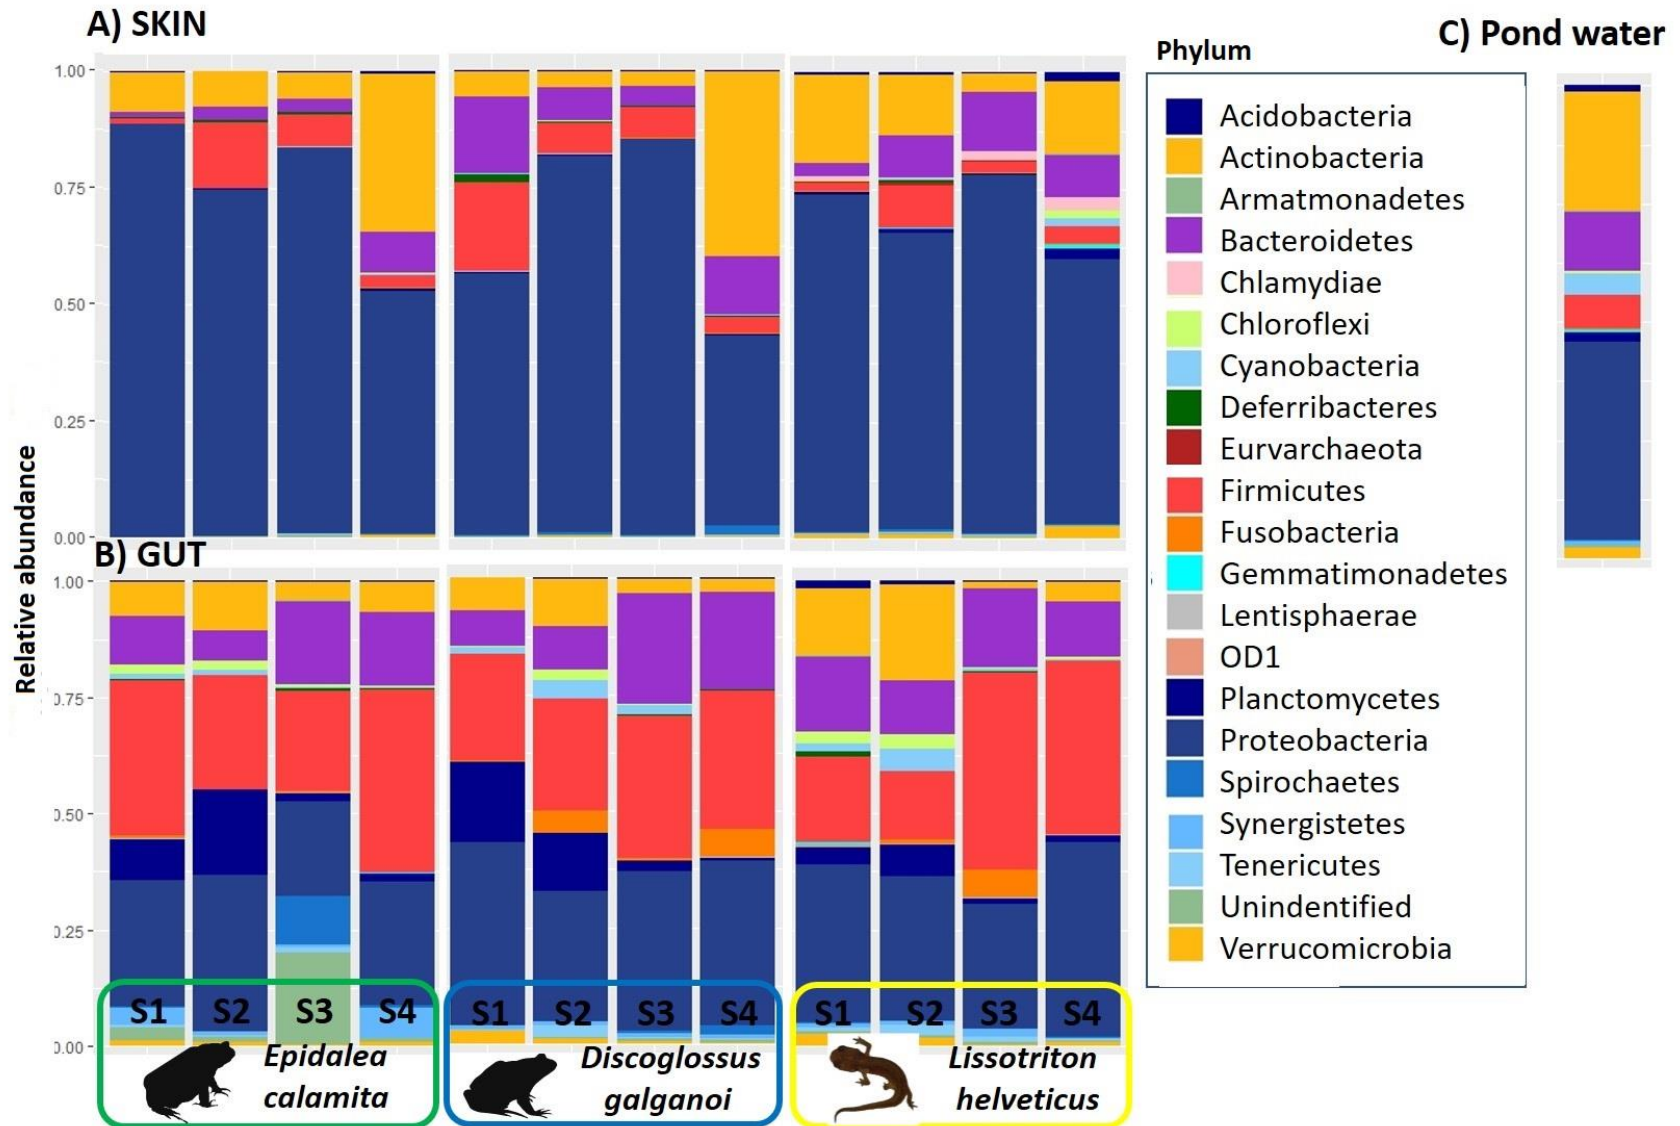 A) SKIN
C) Pond water
Phylum
1.00
0.75
0.50
0.25
0.00
Relative abundance
B) GUT
1.00
0.75
0.50
0.25
0.00
Acidobacteria
Actinobacteria
Armatmonadetes
Bacteroidetes
Chlamydiae
Chloroflexi
Cyanobacteria
Deferribacteres
Eurvarchaeota
Firmicutes
Fusobacteria
Gemmatimonadetes
Lentisphaerae
OD1
Planctomycetes
Proteobacteria
Spirochaetes
Synergistetes
Tenericutes
Unindentified
Verrucomicrobia
S1 S2 S3 S4
S1 S2 S3 S4
S1 S2 S3 S4
Epidalea
calamita
Discoglossus
galganoi
Lissotriton
helveticus